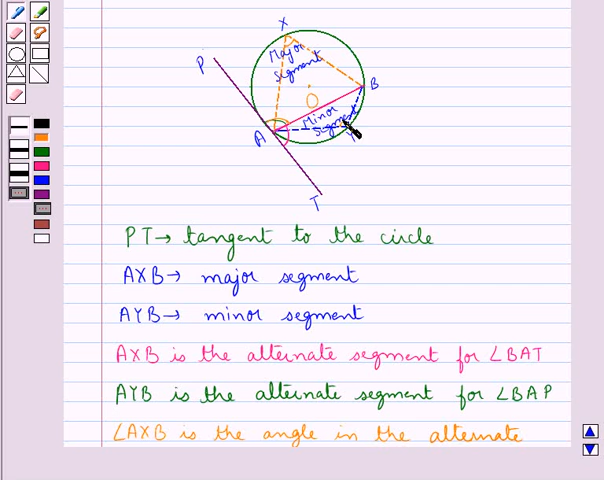 X
P
Major
Segment
B
O
Minor
Segment
A
Y
T
PT → tangent to the circle
AXB → major segment
AYB → minor segment
AXB is the alternate segment for ∠BAT
AYB is the alternate segment for ∠BAP
∠AXB is the angle in the alternate